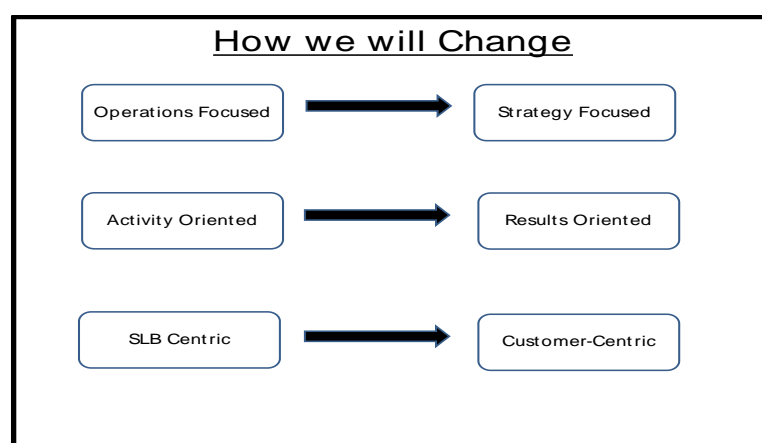 How we will Change
Operations Focused
Strategy Focused
Activity Oriented
Results Oriented
SLB Centric
Customer-Centric